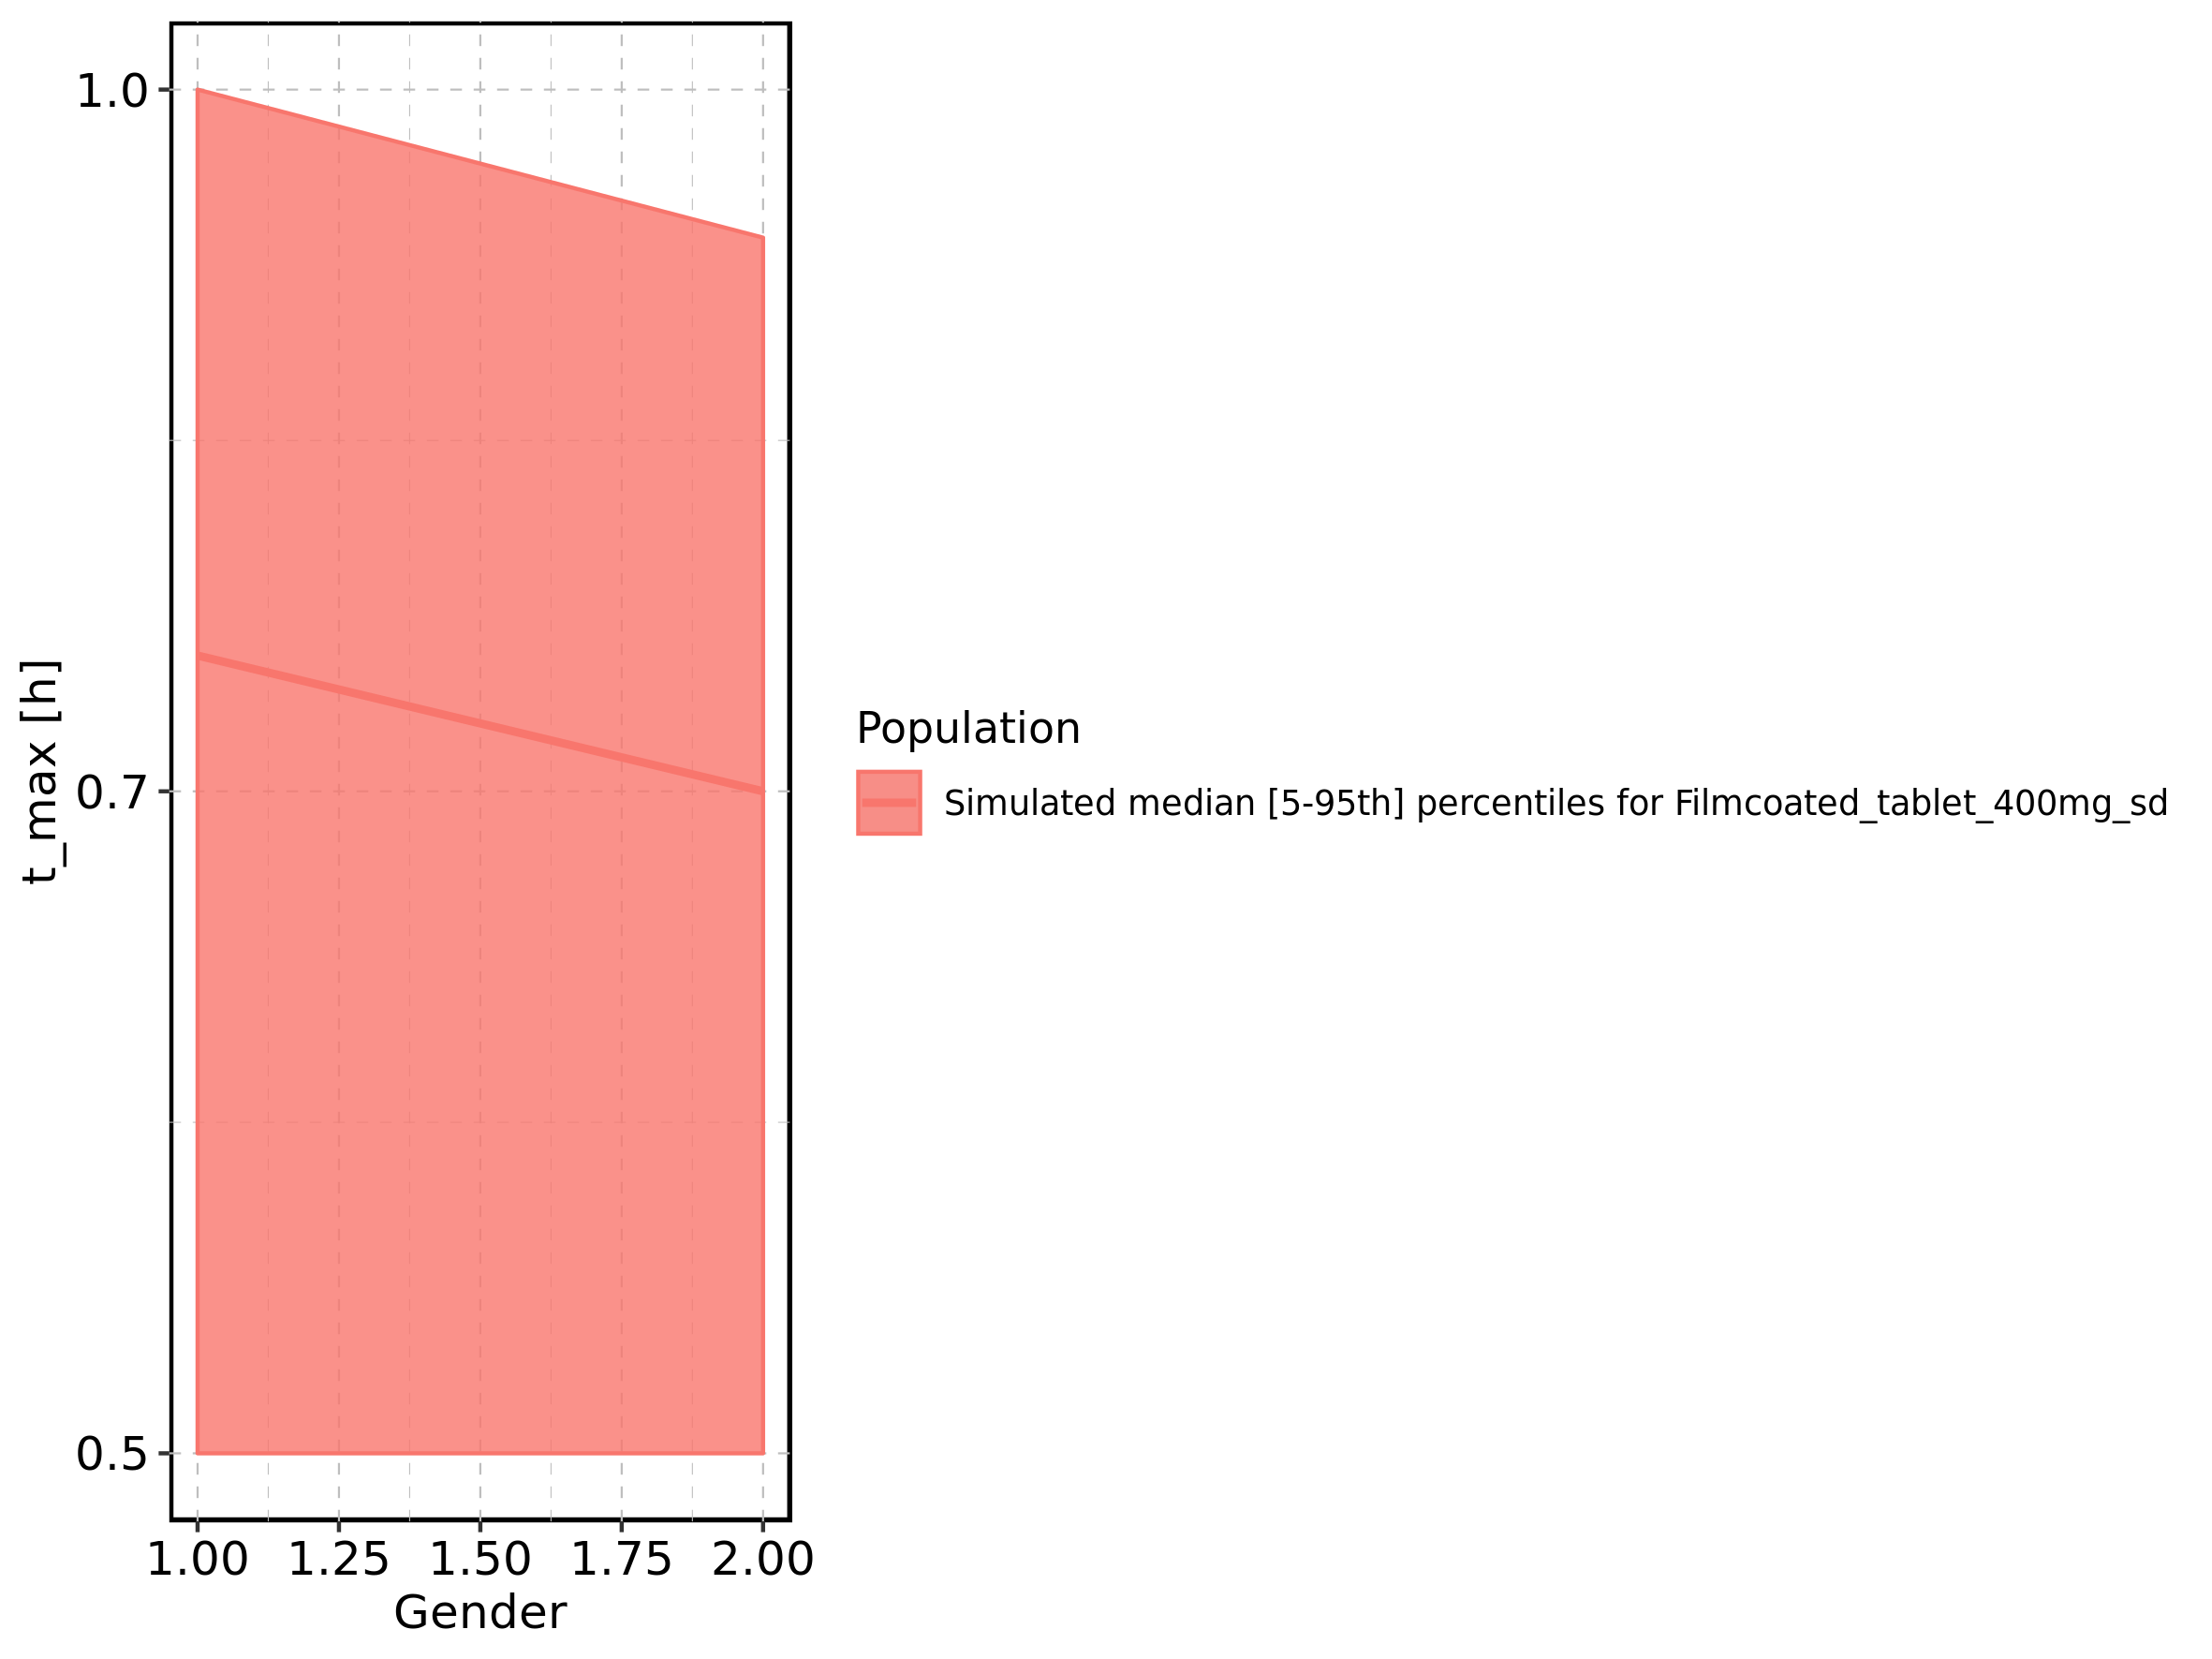 1.0
0.7
0.5
t_max [h]
1.00 1.25 1.50 1.75 2.00
Gender
Population
Simulated median [5-95th] percentiles for Filmcoated_tablet_400mg_sd